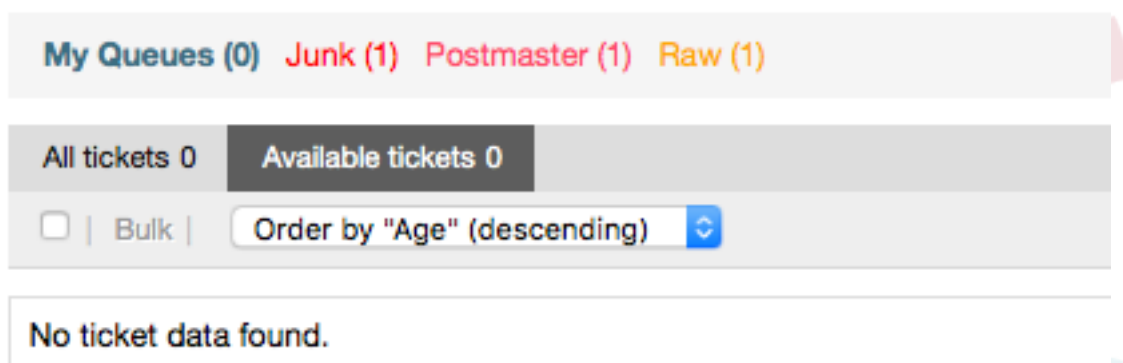 My Queues (0) Junk (1) Postmaster (1) Raw (1)
All tickets 0 Available tickets 0
| Bulk | Order by "Age" (descending)
No ticket data found.